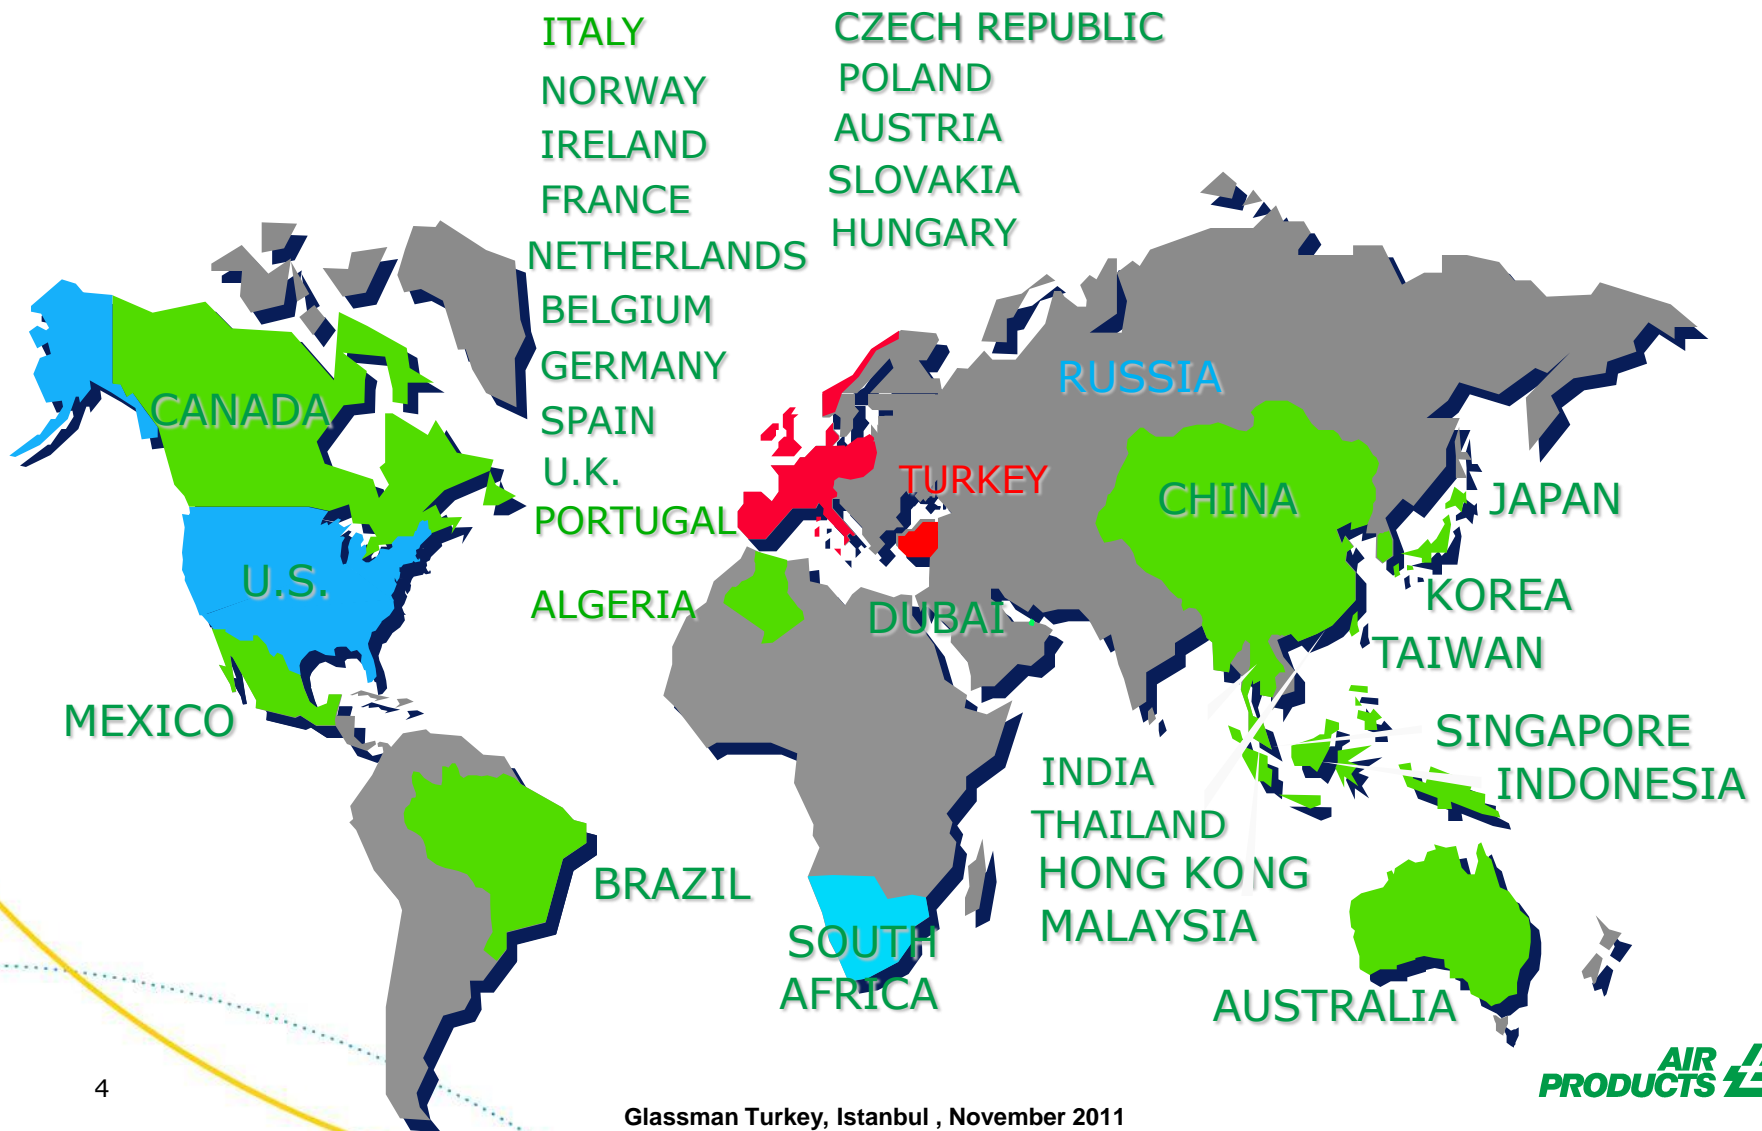 ITALY
NORWAY
IRELAND
FRANCE
NETHERLANDS
BELGIUM
GERMANY
SPAIN
U.K.
PORTUGAL
ALGERIA
CZECH REPUBLIC
POLAND
AUSTRIA
SLOVAKIA
HUNGARY
CANADA
U.S.
MEXICO
BRAZIL
RUSSIA
TURKEY
CHINA
JAPAN
KOREA
TAIWAN
DUBAI
SINGAPORE
INDONESIA
INDIA
THAILAND
HONG KONG
MALAYSIA
SOUTH
AFRICA
AUSTRALIA
AIR
PRODUCTS
4
Glassman Turkey, Istanbul , November 2011